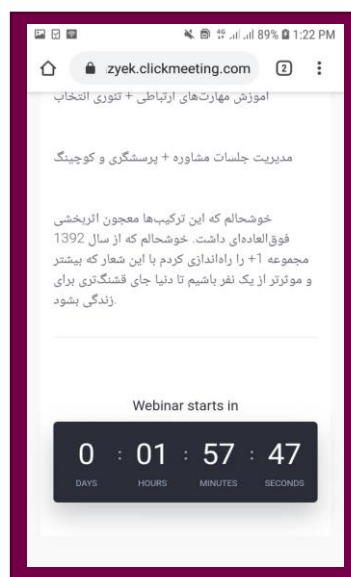 89% 1:22 PM
zyek.clickmeeting.com 2
آموزش مهارت‌های ارتباطی + تئوری انتخاب
مدیریت جلسات مشاوره + پرسشگری و کوچینگ
خوشحالم که این ترکیب‌ها معجون اثربخشی
فوق‌العاده‌ای داشت. خوشحالم که از سال 1392
مجموعه 1+ را راه‌اندازی کردم با این شعار که بیشتر
و موثرتر از یک نفر باشیم تا دنیا جای قشنگ‌تری برای
.زندگی بشود
Webinar starts in
0 : 01 : 57 : 47
DAYS HOURS MINUTES SECONDS